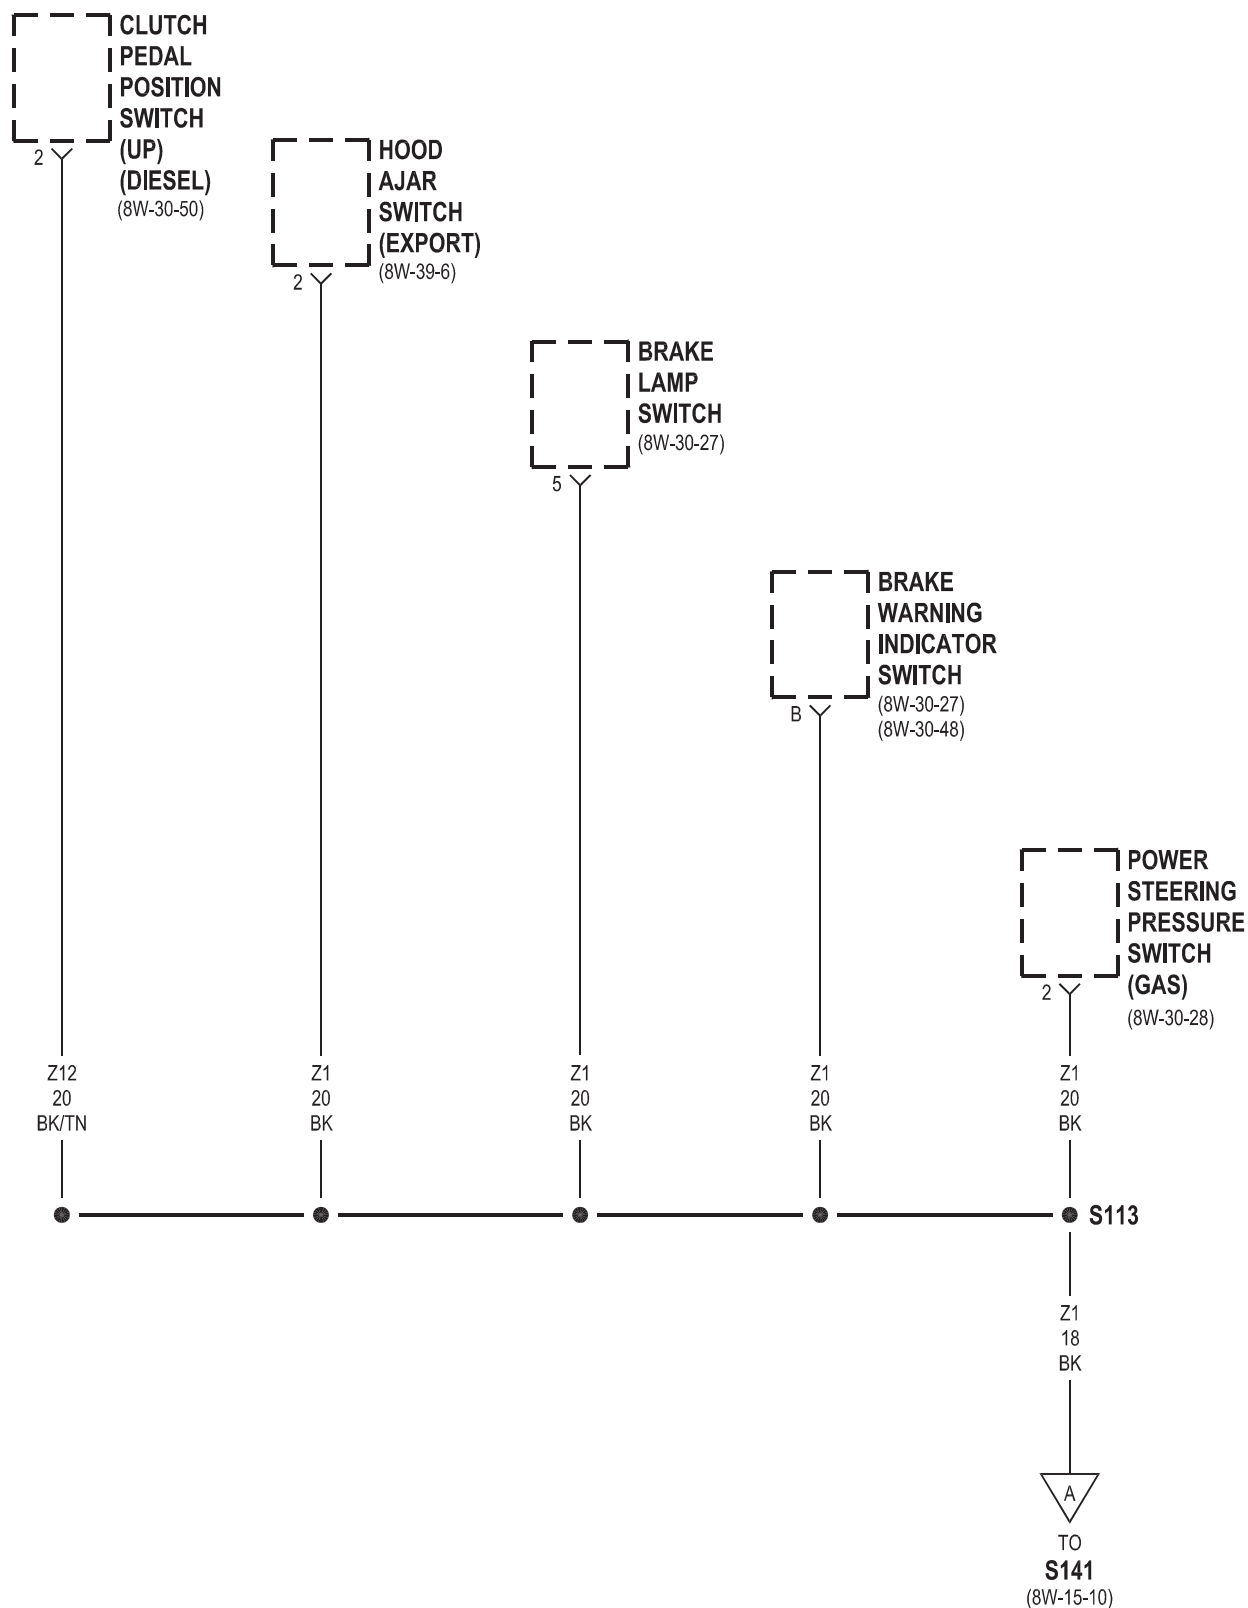 CLUTCH
PEDAL
POSITION
SWITCH
(UP)
(DIESEL)
(8W-30-50)
2
HOOD
AJAR
SWITCH
(EXPORT)
(8W-39-6)
2
BRAKE
LAMP
SWITCH
(8W-30-27)
5
BRAKE
WARNING
INDICATOR
SWITCH
(8W-30-27)
(8W-30-48)
B
POWER
STEERING
PRESSURE
SWITCH
(GAS)
(8W-30-28)
2
Z12
20
BK/TN
Z1
20
BK
Z1
20
BK
Z1
20
BK
Z1
20
BK
S113
Z1
18
BK
A
TO
S141
(8W-15-10)